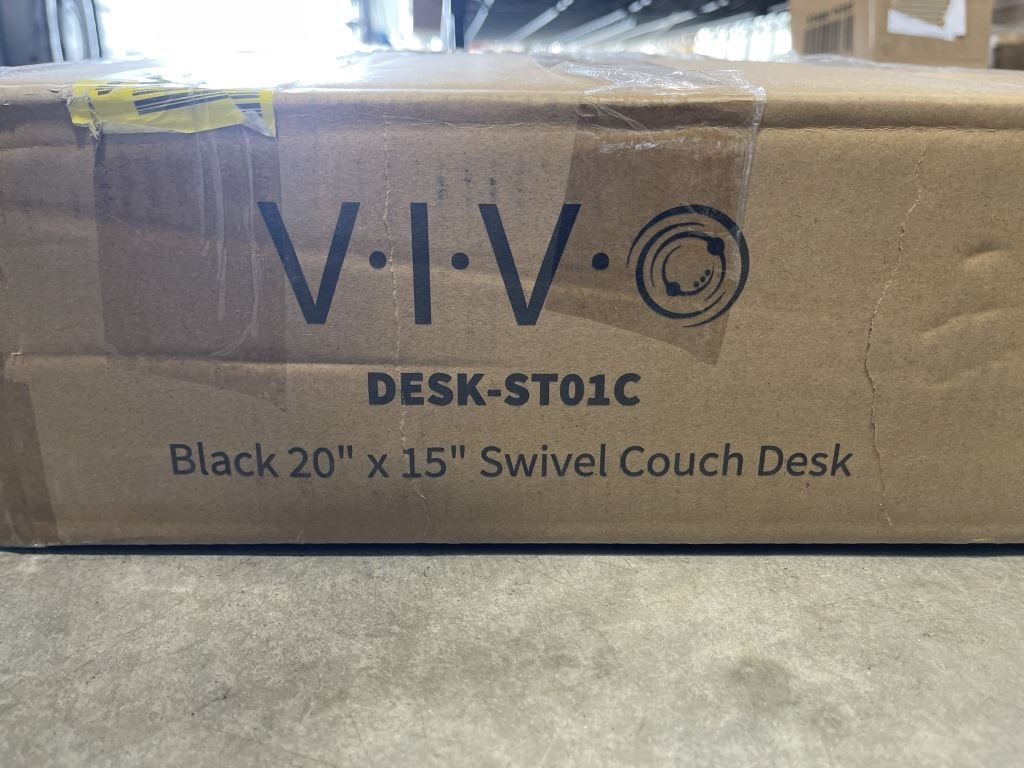 V·I·V·O
DESK-ST01C
Black 20" x 15" Swivel Couch Desk